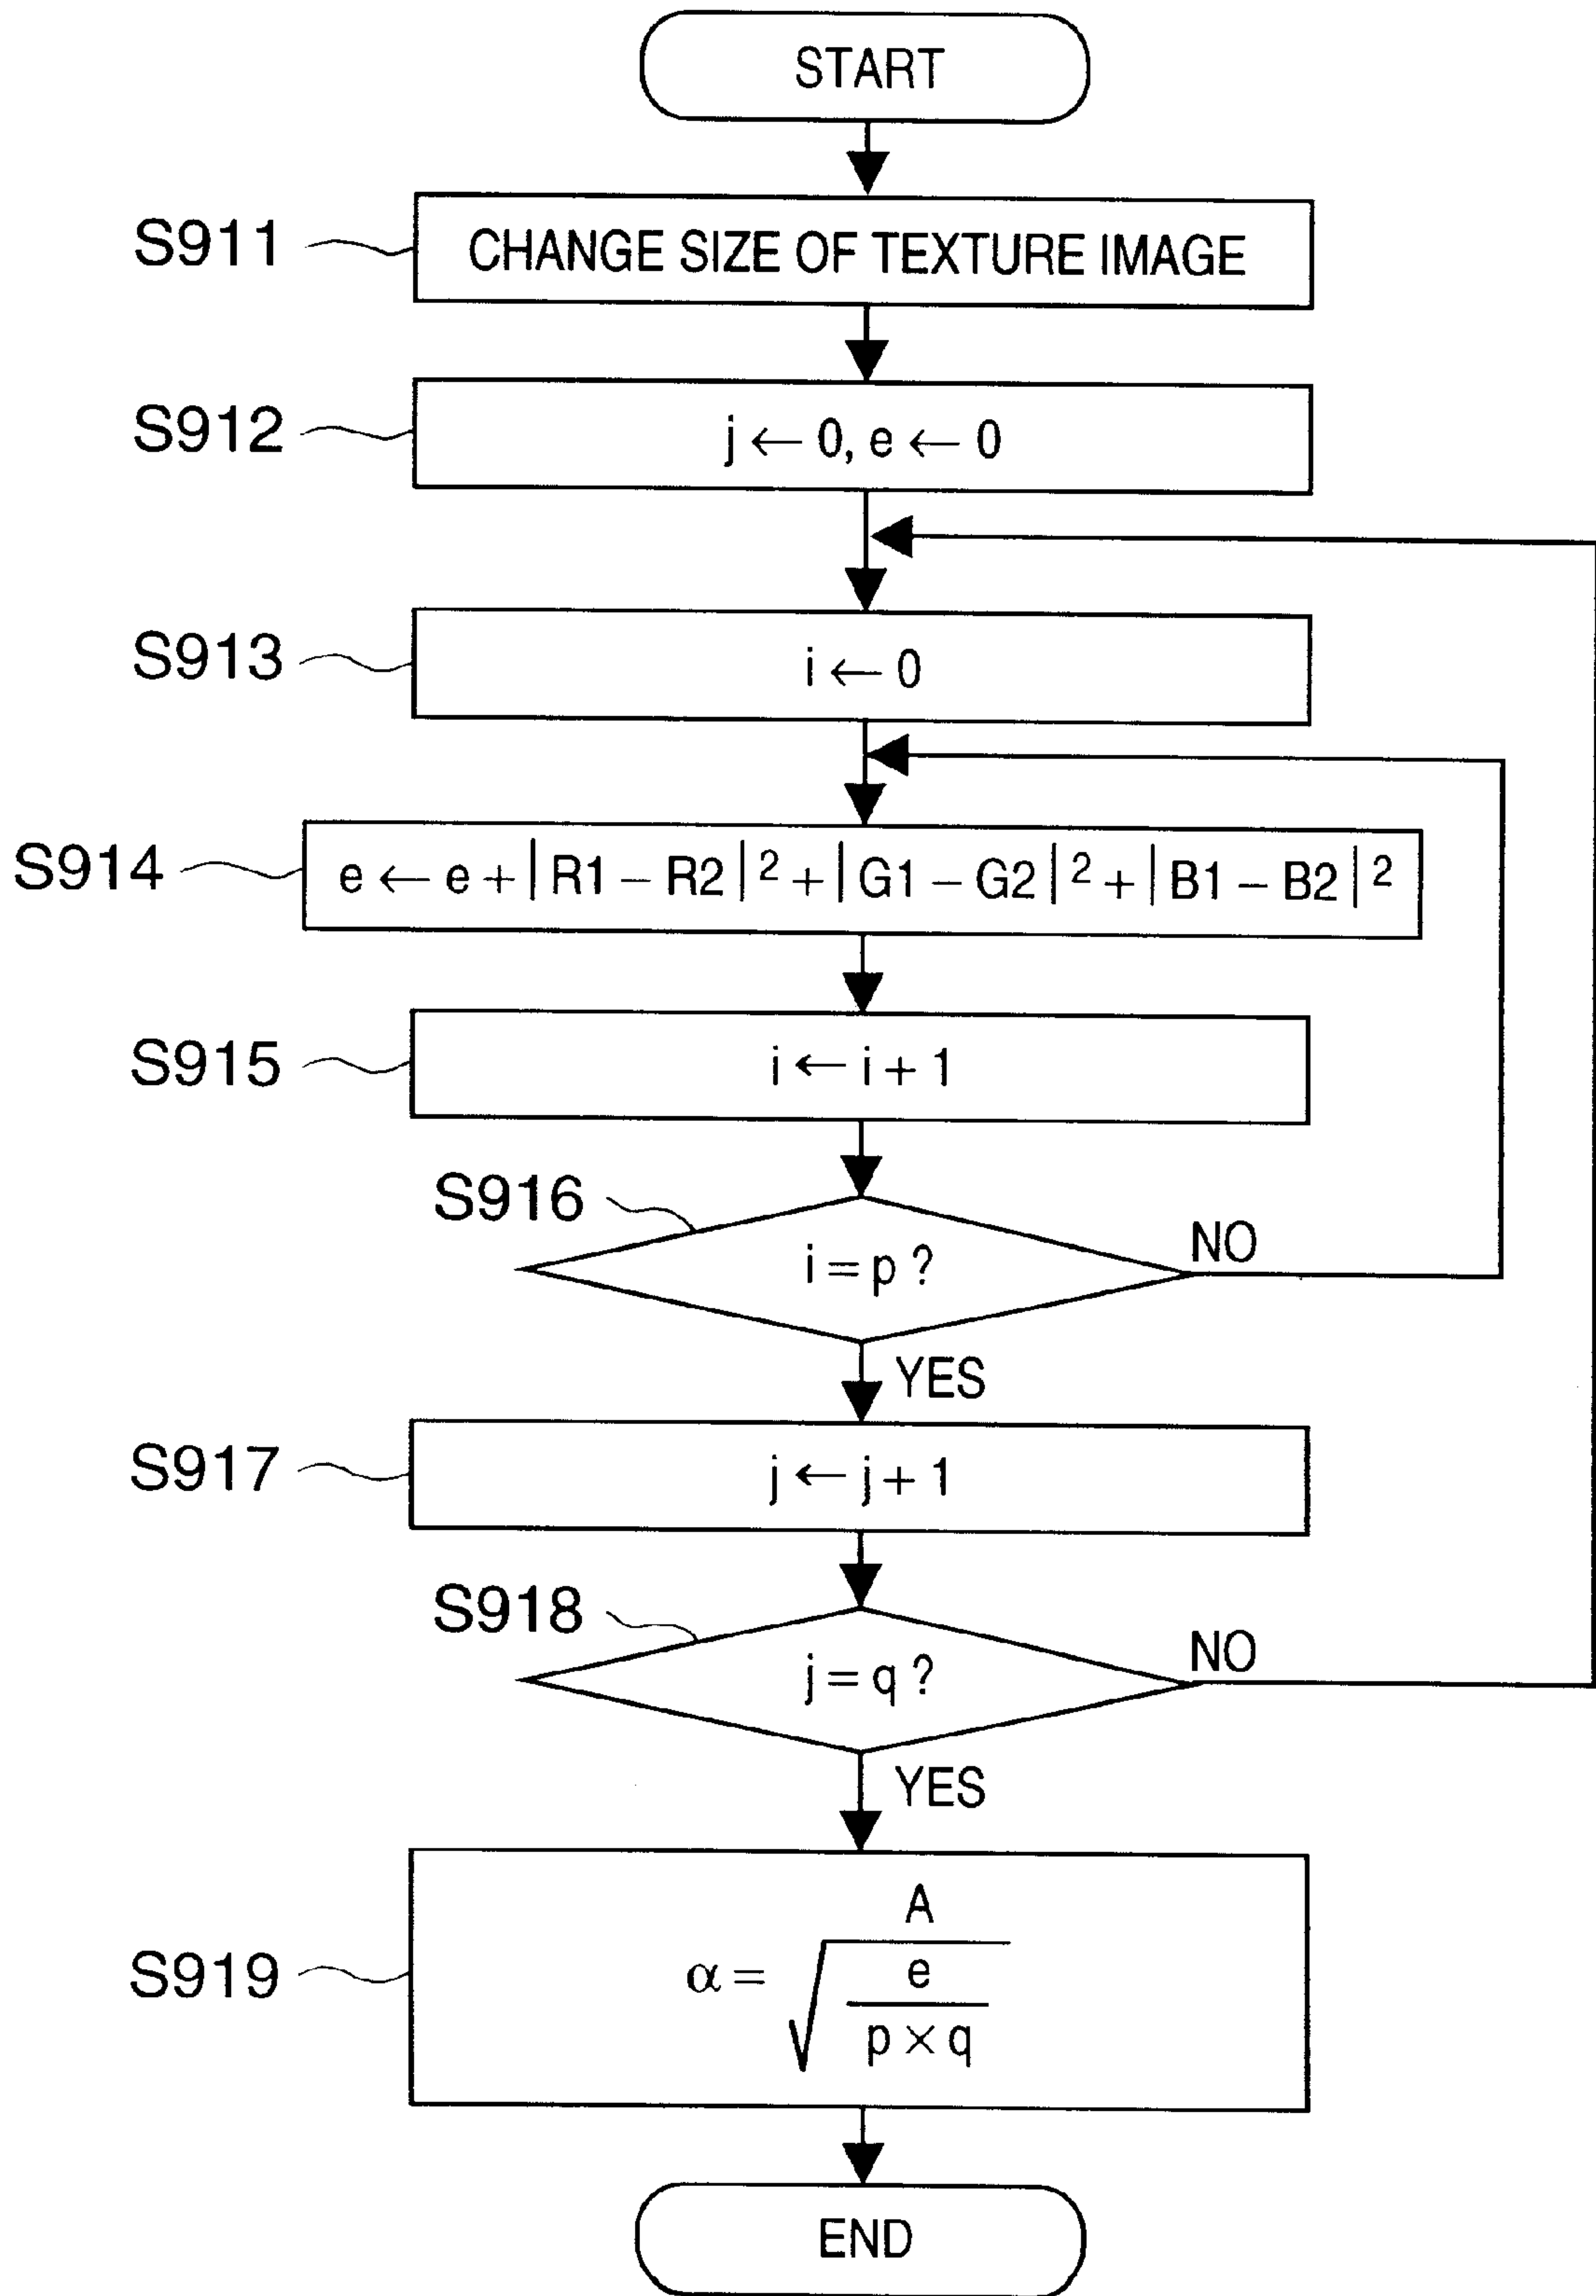 START
S911
CHANGE SIZE OF TEXTURE IMAGE
S912
j ← 0, e ← 0
S913
i ← 0
S914
e ← e + | R1 − R2 | 2 + | G1 − G2 | 2 + | B1 − B2 | 2
S915
i ← i + 1
S916
i = p ?
NO
YES
S917
j ← j + 1
S918
j = q ?
NO
YES
S919
A
α = √
e
p × q
END